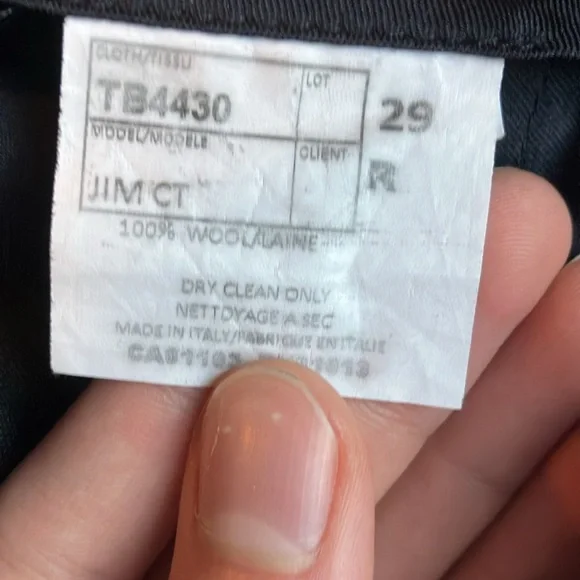 CLOTH/TISSU
LOT
TB4430
29
MODEL/MODELE
CLIENT
R
JIM CT
100% WOOL/LAINE
DRY CLEAN ONLY
NETTOYAGE A SEC
MADE IN ITALY/FABRIQUE EN ITALIE